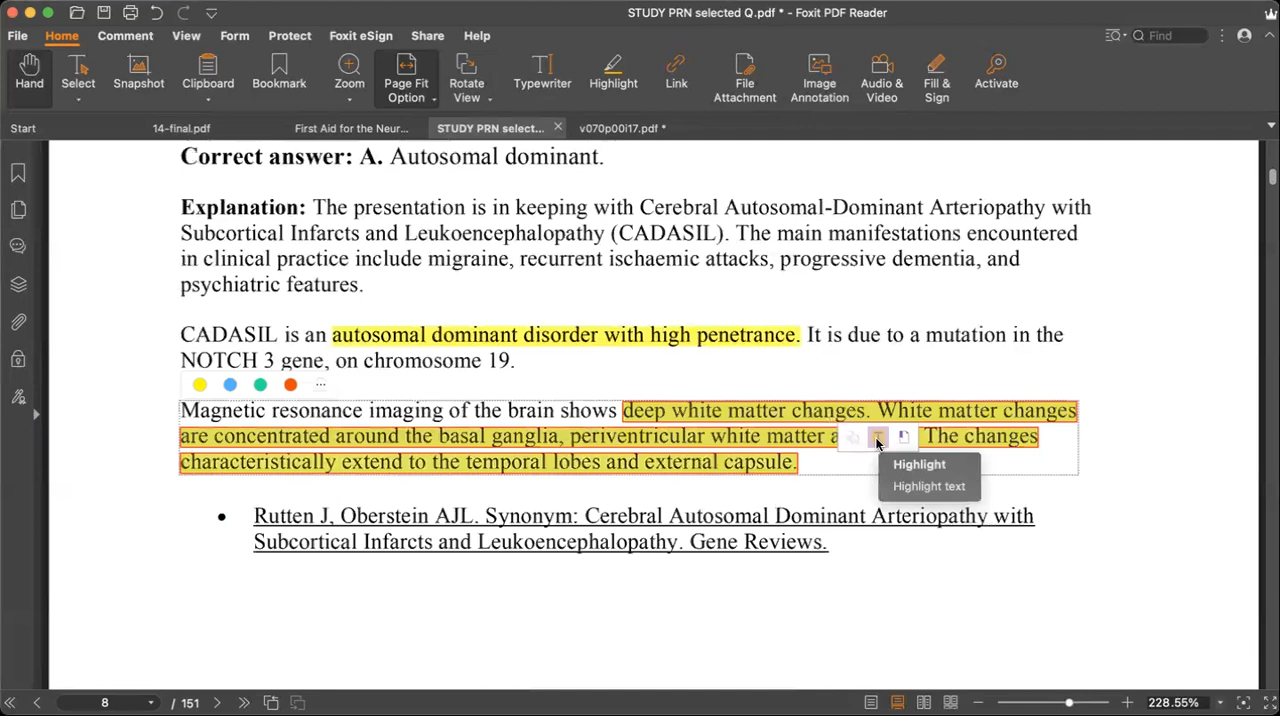 STUDY PRN selected Q.pdf * - Foxit PDF Reader
File Home Comment View Form Protect Foxit eSign Share Help
Find
Hand Select Snapshot Clipboard Bookmark Zoom Page Fit Option Rotate View Typewriter Highlight Link File Attachment Image Annotation Audio & Video Fill & Sign Activate
Start 14-final.pdf First Aid for the Neur... STUDY PRN select... v070p00i17.pdf *
Correct answer: A. Autosomal dominant.
Explanation: The presentation is in keeping with Cerebral Autosomal-Dominant Arteriopathy with
Subcortical Infarcts and Leukoencephalopathy (CADASIL). The main manifestations encountered
in clinical practice include migraine, recurrent ischaemic attacks, progressive dementia, and
psychiatric features.
CADASIL is an autosomal dominant disorder with high penetrance. It is due to a mutation in the
NOTCH 3 gene, on chromosome 19.
Magnetic resonance imaging of the brain shows deep white matter changes. White matter changes
are concentrated around the basal ganglia, periventricular white matter The changes
characteristically extend to the temporal lobes and external capsule.
Highlight
Highlight text
• Rutten J, Oberstein AJL. Synonym: Cerebral Autosomal Dominant Arteriopathy with
Subcortical Infarcts and Leukoencephalopathy. Gene Reviews.
8 / 151 228.55%